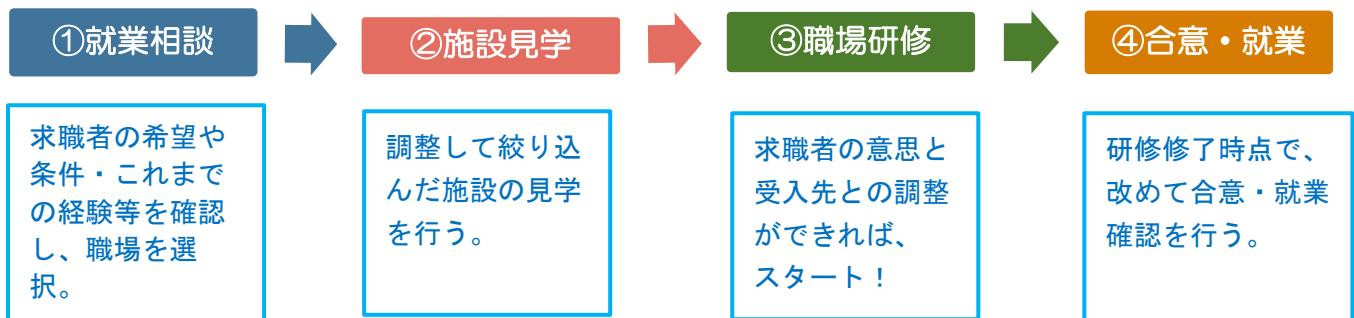 ①就業相談
②施設見学
③職場研修
④合意・就業
求職者の希望や
条件・これまで
の経験等を確認
し、職場を選
択。
調整して絞り込
んだ施設の見学
を行う。
求職者の意思と
受入先との調整
ができれば、
スタート！
研修修了時点で、
改めて合意・就業
確認を行う。